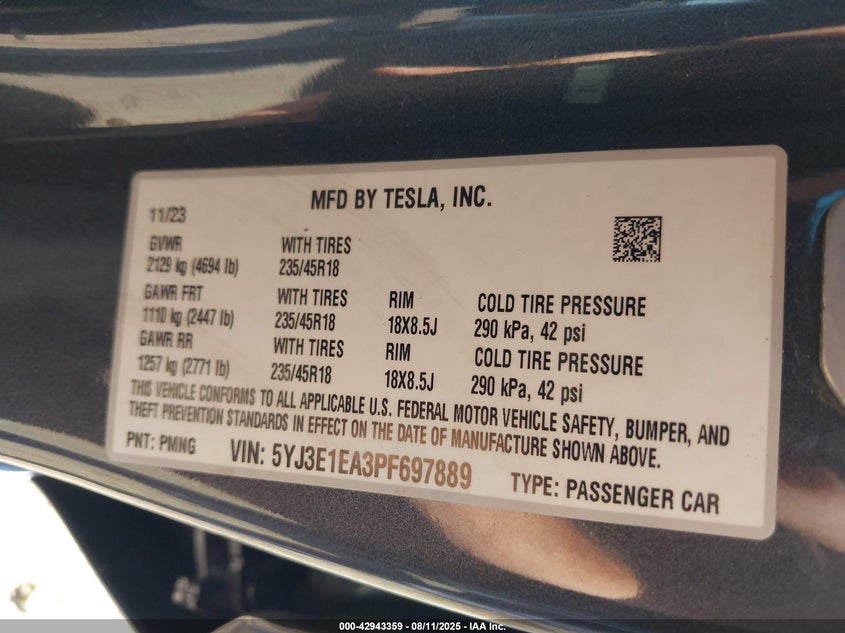 MFD BY TESLA, INC.
11/23
GVWR WITH TIRES
2129 kg (4694 lb) 235/45R18
GAWR FRT WITH TIRES RIM COLD TIRE PRESSURE
1110 kg (2447 lb) 235/45R18 18X8.5J 290 kPa, 42 psi
GAWR RR WITH TIRES RIM COLD TIRE PRESSURE
1257 kg (2771 lb) 235/45R18 18X8.5J 290 kPa, 42 psi
THIS VEHICLE CONFORMS TO ALL APPLICABLE U.S. FEDERAL MOTOR VEHICLE SAFETY, BUMPER, AND
THEFT PREVENTION STANDARDS IN EFFECT ON THE DATE OF MANUFACTURE SHOWN ABOVE.
PNT: PMNG VIN: 5YJ3E1EA3PF697889 TYPE: PASSENGER CAR
000-42943359 - 08/11/2025 - IAA Inc.